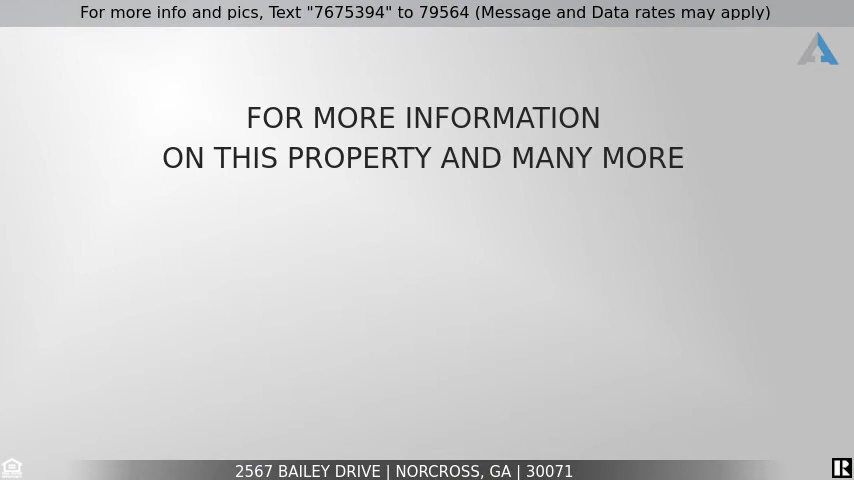 For more info and pics, Text "7675394" to 79564 (Message and Data rates may apply)
FOR MORE INFORMATION
ON THIS PROPERTY AND MANY MORE
2567 BAILEY DRIVE | NORCROSS, GA | 30071